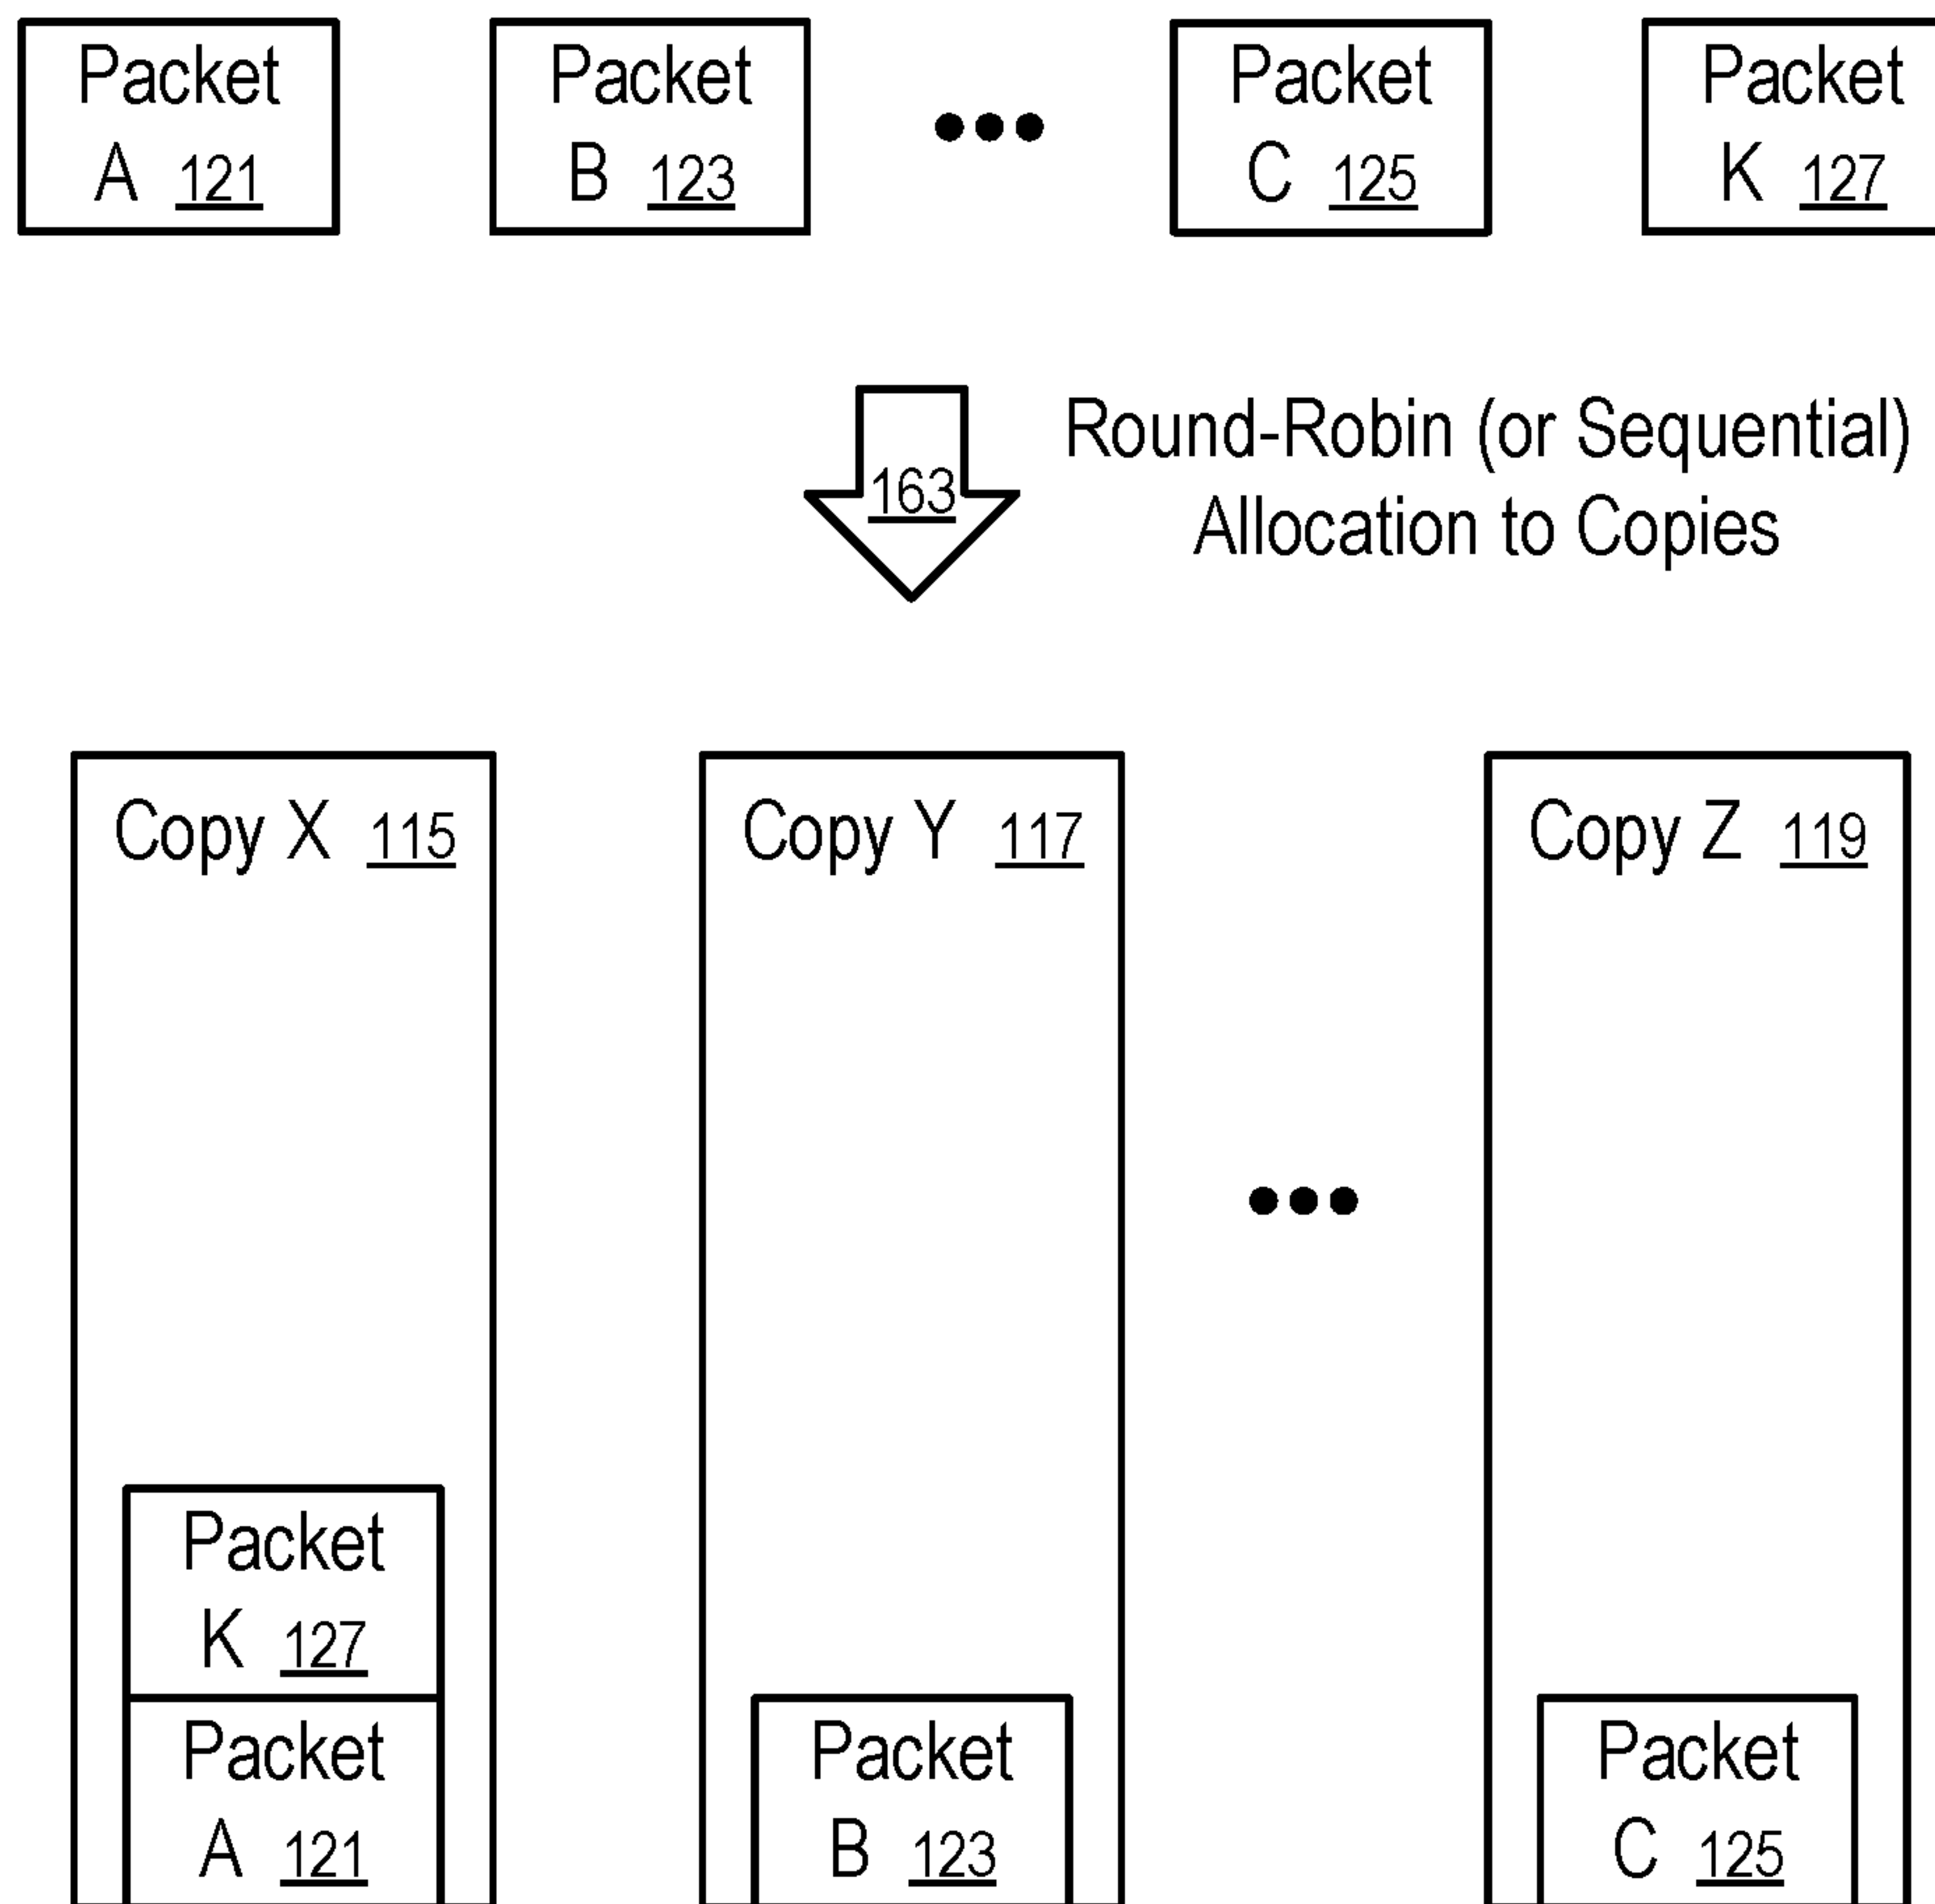 Packet
A 121
Packet
B 123
Packet
C 125
Packet
K 127
163
Round-Robin (or Sequential)
Allocation to Copies
Copy X 115
Copy Y 117
Copy Z 119
Packet
K 127
Packet
A 121
Packet
B 123
Packet
C 125